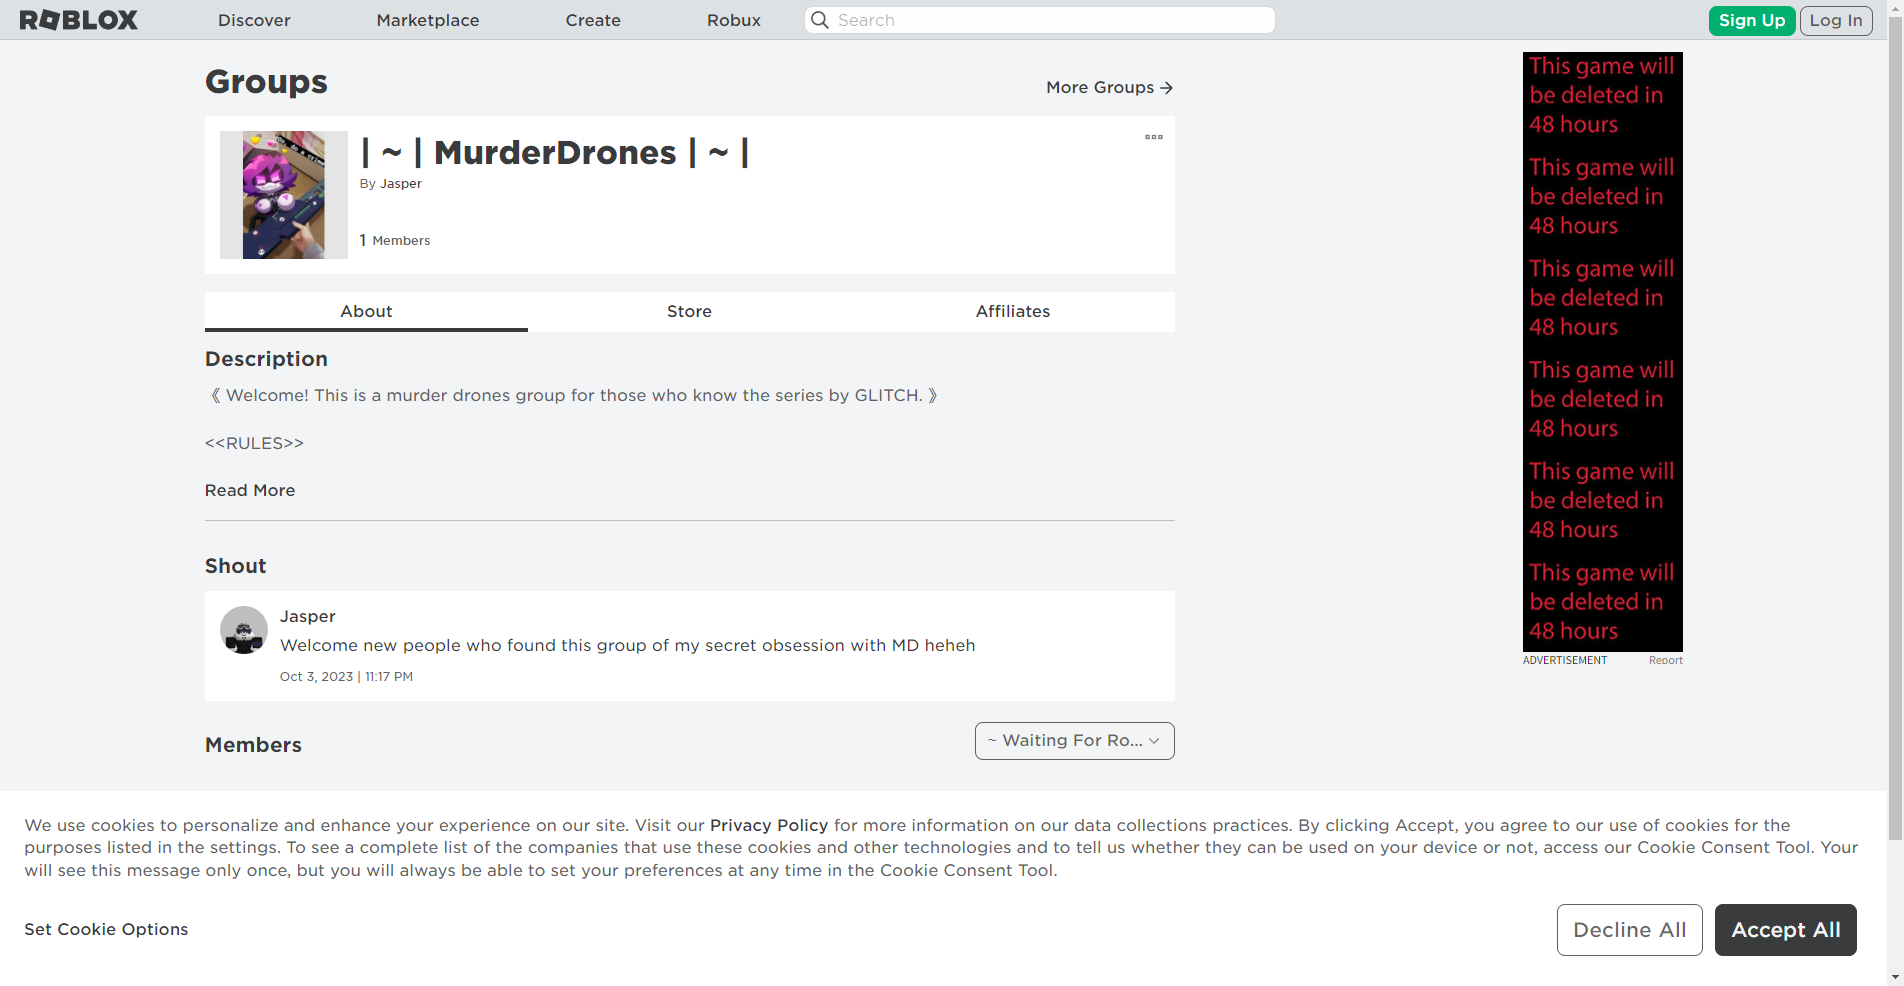 ROBLOX
Discover
Marketplace
Create
Robux
Search
Sign Up
Log In
Groups
More Groups →
| ~ | MurderDrones | ~ |
By Jasper
1 Members
About
Store
Affiliates
Description
《 Welcome! This is a murder drones group for those who know the series by GLITCH. 》
<<RULES>>
Read More
Shout
Jasper
Welcome new people who found this group of my secret obsession with MD heheh
Oct 3, 2023 | 11:17 PM
Members
~ Waiting For Ro...
This game will
be deleted in
48 hours
This game will
be deleted in
48 hours
This game will
be deleted in
48 hours
This game will
be deleted in
48 hours
This game will
be deleted in
48 hours
This game will
be deleted in
48 hours
ADVERTISEMENT
Report
We use cookies to personalize and enhance your experience on our site. Visit our Privacy Policy for more information on our data collections practices. By clicking Accept, you agree to our use of cookies for the
purposes listed in the settings. To see a complete list of the companies that use these cookies and other technologies and to tell us whether they can be used on your device or not, access our Cookie Consent Tool. Your
will see this message only once, but you will always be able to set your preferences at any time in the Cookie Consent Tool.
Set Cookie Options
Decline All
Accept All